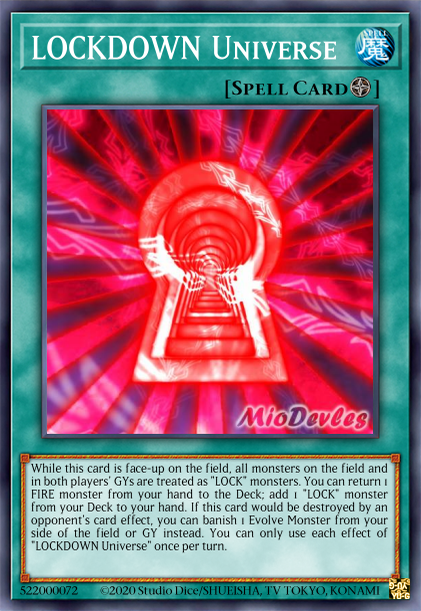 LOCKDOWN Universe
SPELL
魔
[Spell Card]
MioDevles
While this card is face-up on the field, all monsters on the field and
in both players' GYs are treated as "LOCK" monsters. You can return 1
FIRE monster from your hand to the Deck; add 1 "LOCK" monster
from your Deck to your hand. If this card would be destroyed by an
opponent's card effect, you can banish 1 Evolve Monster from your
side of the field or GY instead. You can only use each effect of
"LOCKDOWN Universe" once per turn.
522000072
©2020 Studio Dice/SHUEISHA, TV TOKYO, KONAMI